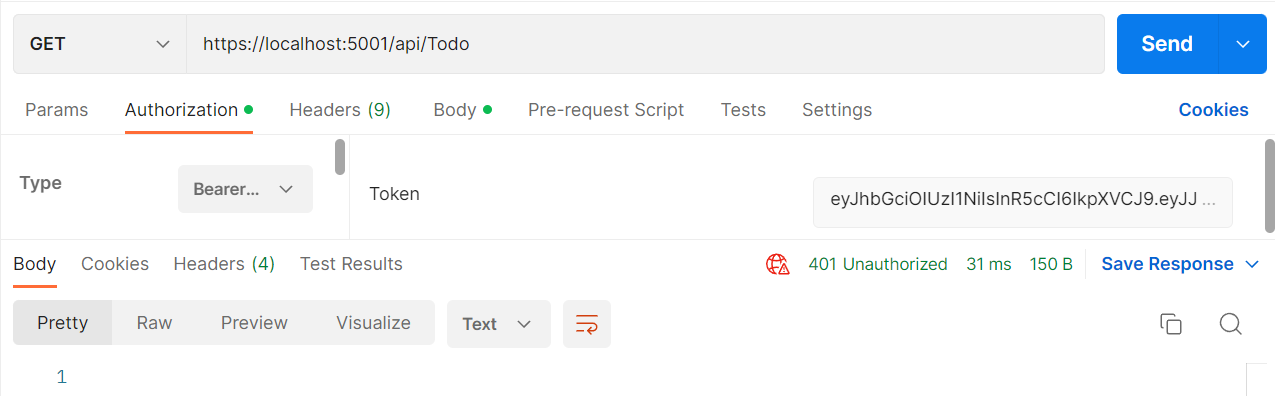 GET https://localhost:5001/api/Todo Send
Params Authorization Headers (9) Body Pre-request Script Tests Settings Cookies
Type Bearer... Token eyJhbGciOIUzI1NiIsInR5cCI6IkpXVCJ9.eyJJ ...
Body Cookies Headers (4) Test Results 401 Unauthorized 31 ms 150 B Save Response
Pretty Raw Preview Visualize Text
1